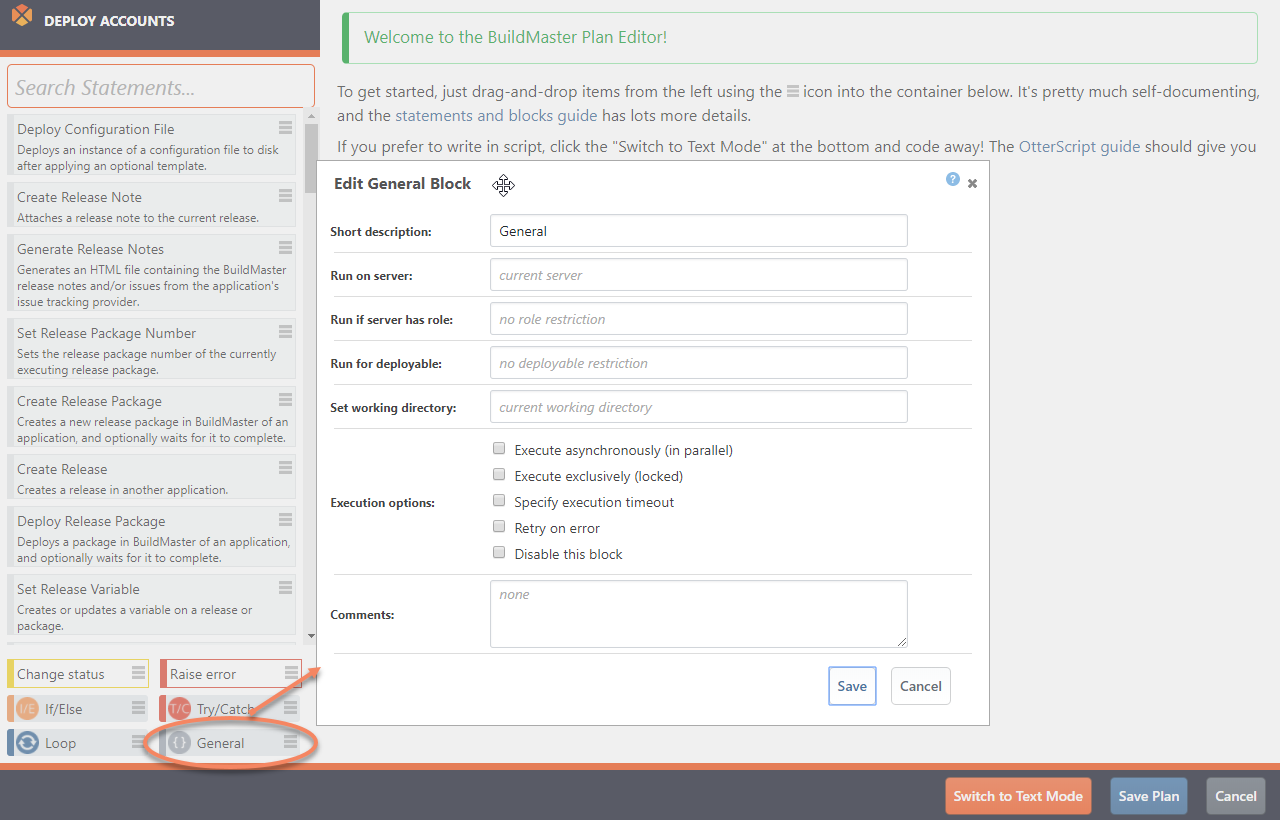 DEPLOY ACCOUNTS
Search Statements...
Deploy Configuration File
Deploys an instance of a configuration file to disk
after applying an optional template.
Create Release Note
Attaches a release note to the current release.
Generate Release Notes
Generates an HTML file containing the BuildMaster
release notes and/or issues from the application's
issue tracking provider.
Set Release Package Number
Sets the release package number of the currently
executing release package.
Create Release Package
Creates a new release package in BuildMaster of an
application, and optionally waits for it to complete.
Create Release
Creates a release in another application.
Deploy Release Package
Deploys a package in BuildMaster of an application,
and optionally waits for it to complete.
Set Release Variable
Creates or updates a variable on a release or
package.
Change status
Raise error
I/E If/Else
T/C Try/Catch
Loop
{} General
Welcome to the BuildMaster Plan Editor!
To get started, just drag-and-drop items from the left using the icon into the container below. It's pretty much self-documenting,
and the statements and blocks guide has lots more details.
If you prefer to write in script, click the "Switch to Text Mode" at the bottom and code away! The OtterScript guide should give you
Edit General Block
?
Short description:
General
Run on server:
current server
Run if server has role:
no role restriction
Run for deployable:
no deployable restriction
Set working directory:
current working directory
Execution options:
Execute asynchronously (in parallel)
Execute exclusively (locked)
Specify execution timeout
Retry on error
Disable this block
Comments:
none
Save
Cancel
Switch to Text Mode
Save Plan
Cancel